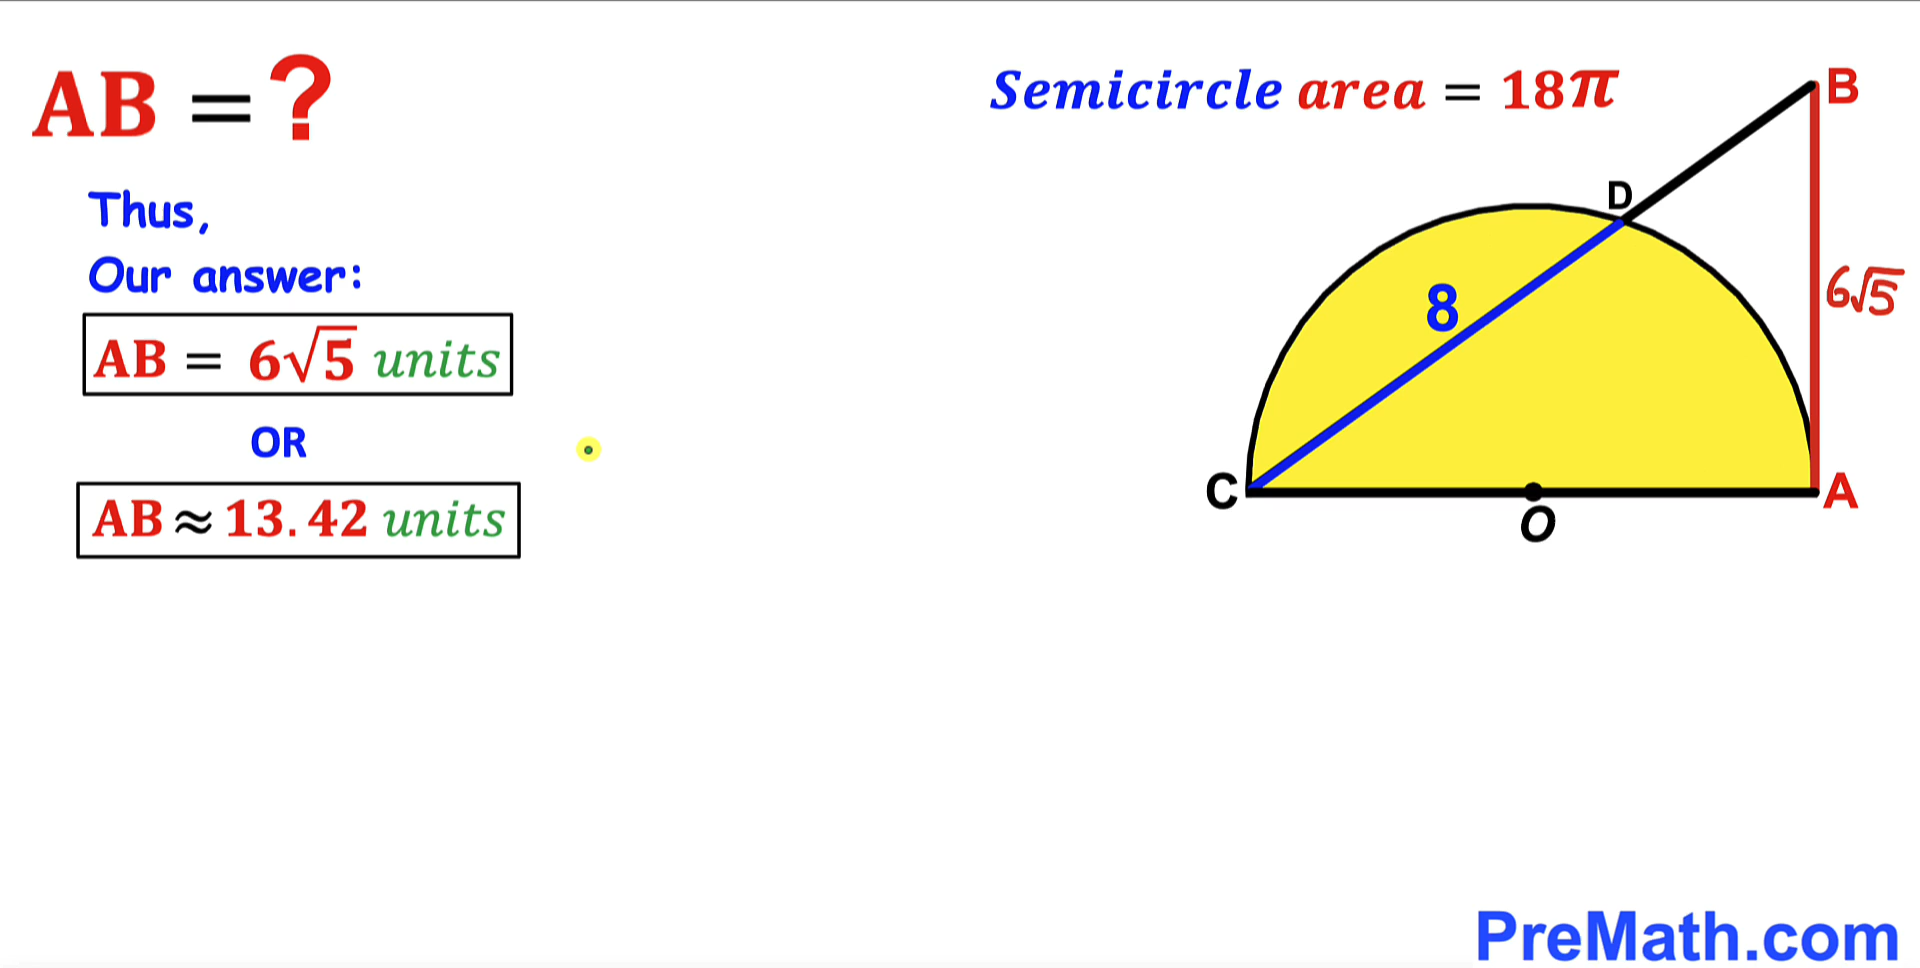 AB = ?
Semicircle area = 18π
B
Thus,
D
Our answer:
8
6√5
AB = 6√5 units
OR
C
A
O
AB ≈ 13.42 units
PreMath.com